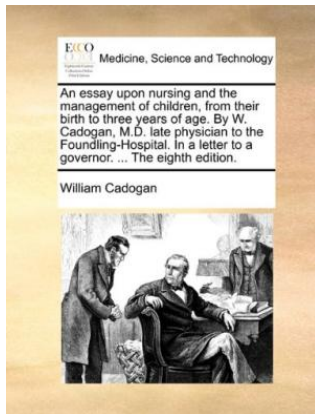 ECCO
Medicine, Science and Technology
An essay upon nursing and the
management of children, from their
birth to three years of age. By W.
Cadogan, M.D. late physician to the
Foundling-Hospital. In a letter to a
governor. ... The eighth edition.
William Cadogan